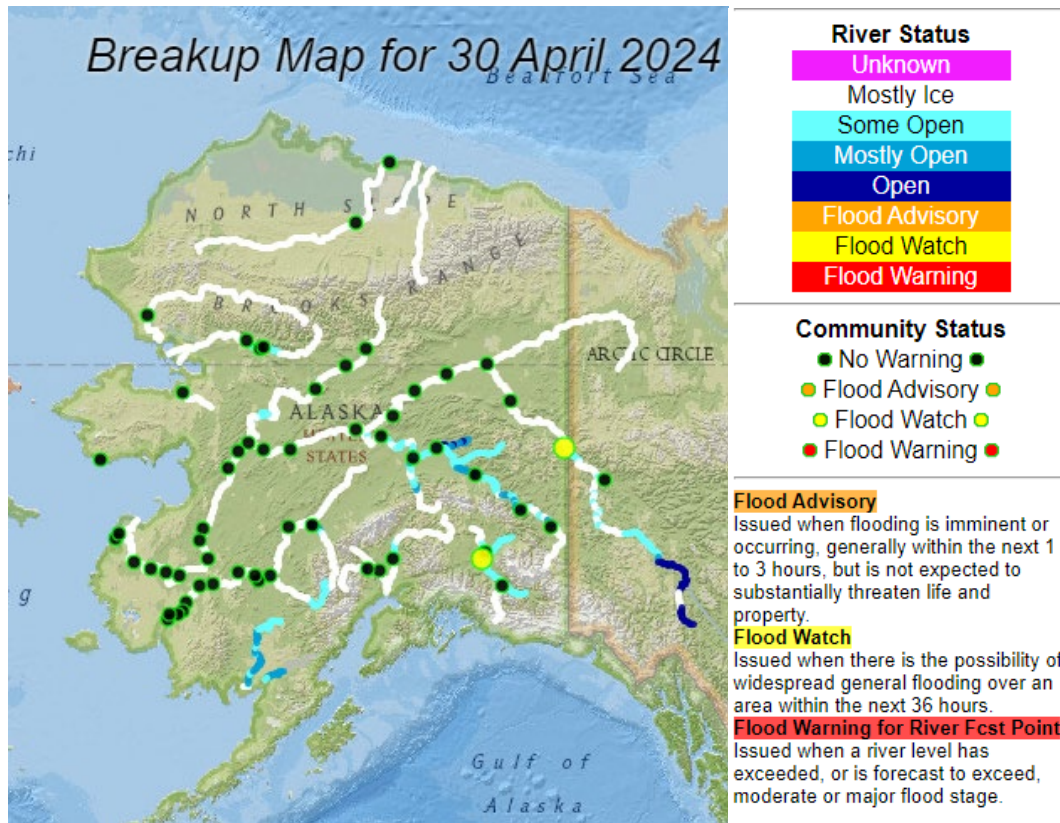 Breakup Map for 30 April 2024
Beaufort Sea
chi
NORTH SLOPE
BROOKS RANGE
ARCTIC CIRCLE
ALASKA
UNITED
STATES
g
Gulf of
Alaska
River Status
Unknown
Mostly Ice
Some Open
Mostly Open
Open
Flood Advisory
Flood Watch
Flood Warning
Community Status
No Warning
Flood Advisory
Flood Watch
Flood Warning
Flood Advisory
Issued when flooding is imminent or
occurring, generally within the next 1
to 3 hours, but is not expected to
substantially threaten life and
property.
Flood Watch
Issued when there is the possibility of
widespread general flooding over an
area within the next 36 hours.
Flood Warning for River Fcst Point
Issued when a river level has
exceeded, or is forecast to exceed,
moderate or major flood stage.